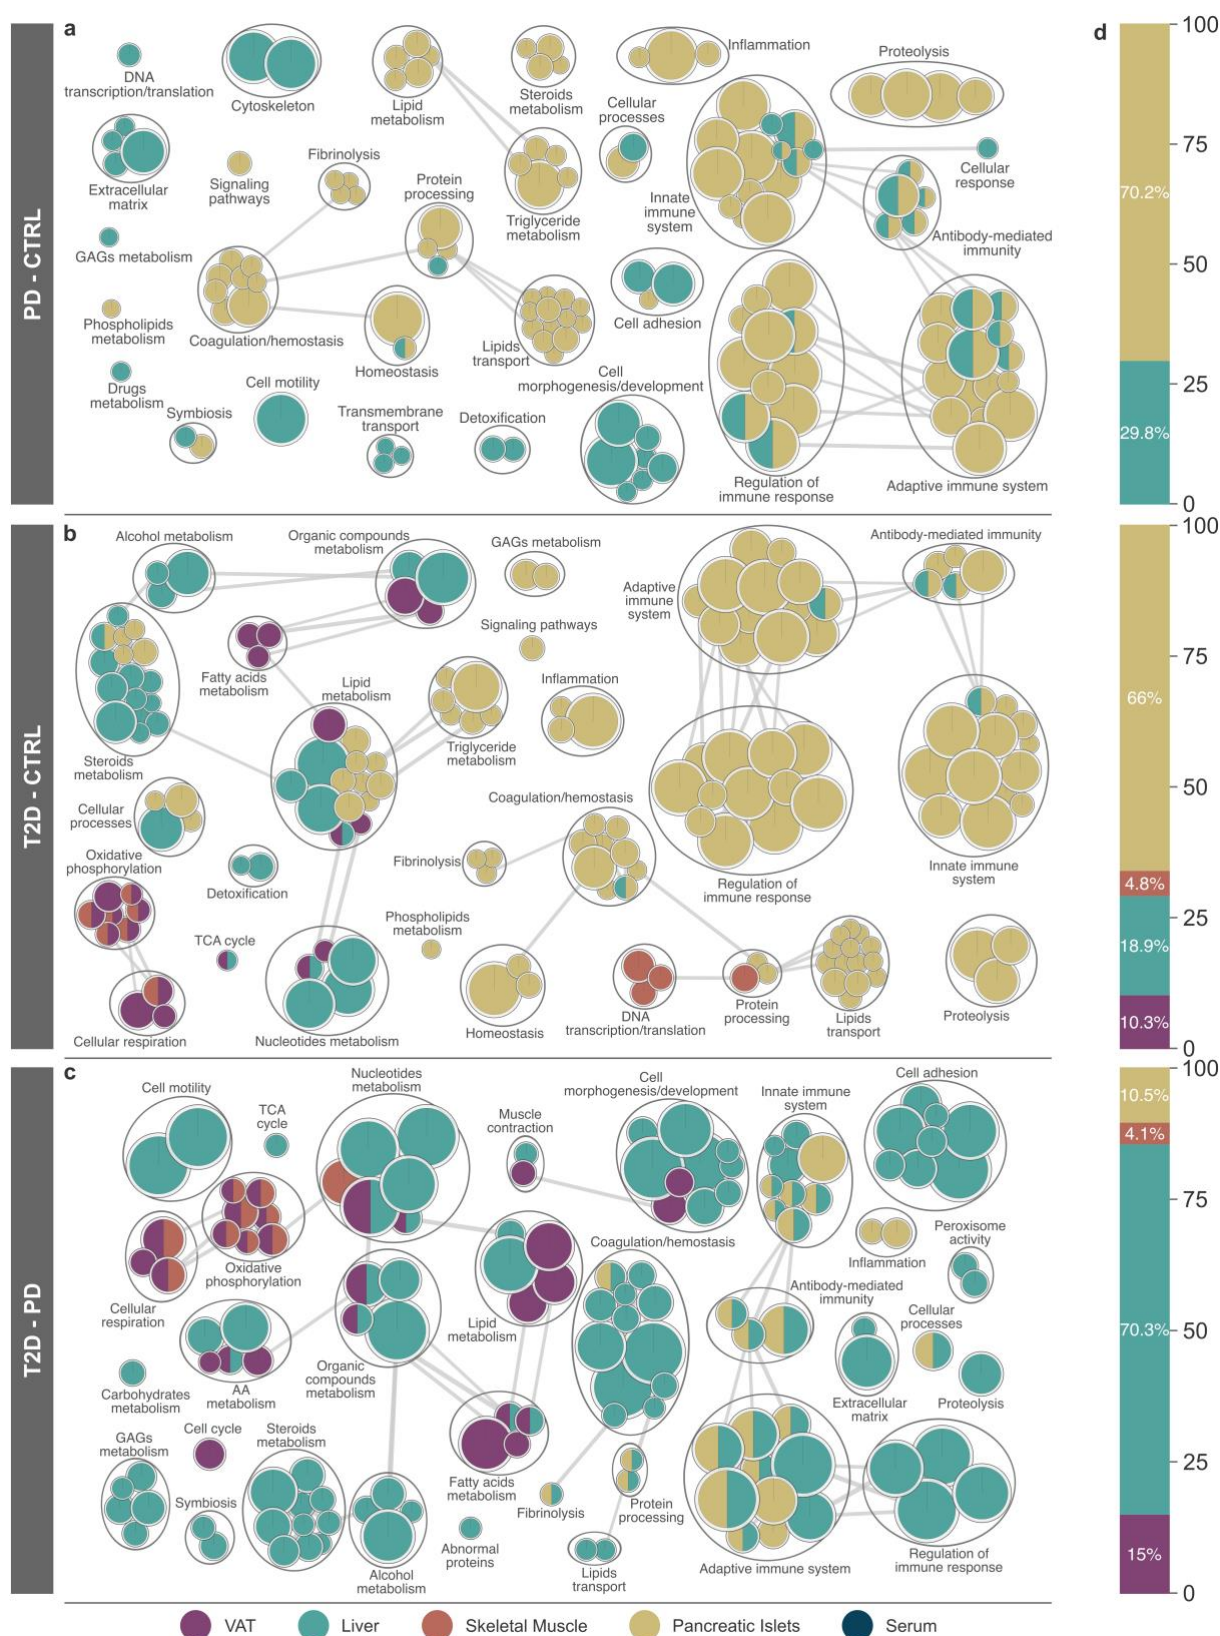 a
d
PD - CTRL
DNA
transcription/translation
Cytoskeleton
Lipid
metabolism
Steroids
metabolism
Inflammation
Proteolysis
Cellular
processes
Extracellular
matrix
Signaling
pathways
Fibrinolysis
Protein
processing
Triglyceride
metabolism
Innate
immune
system
Cellular
response
Antibody-mediated
immunity
GAGs metabolism
Phospholipids
metabolism
Coagulation/hemostasis
Homeostasis
Lipids
transport
Cell adhesion
Drugs
metabolism
Cell motility
Cell
morphogenesis/development
Symbiosis
Transmembrane
transport
Detoxification
Regulation of
immune response
Adaptive immune system
100
75
70.2%
50
25
29.8%
0
b
T2D - CTRL
Alcohol metabolism
Organic compounds
metabolism
GAGs metabolism
Antibody-mediated immunity
Adaptive
immune
system
Signaling pathways
Fatty acids
metabolism
Lipid
metabolism
Inflammation
Triglyceride
metabolism
Steroids
metabolism
Cellular
processes
Coagulation/hemostasis
Oxidative
phosphorylation
Detoxification
Fibrinolysis
Regulation of
immune response
Innate immune
system
Phospholipids
metabolism
TCA cycle
Cellular respiration
Nucleotides metabolism
Homeostasis
DNA
transcription/translation
Protein
processing
Lipids
transport
Proteolysis
100
75
66%
50
4.8%
25
18.9%
10.3%
0
c
T2D - PD
Cell motility
TCA
cycle
Nucleotides
metabolism
Muscle
contraction
Cell
morphogenesis/development
Innate immune
system
Cell adhesion
Oxidative
phosphorylation
Cellular
respiration
Coagulation/hemostasis
Inflammation
Peroxisome
activity
Lipid
metabolism
Antibody-mediated
immunity
Cellular
processes
Carbohydrates
metabolism
AA
metabolism
Organic
compounds
metabolism
Extracellular
matrix
Proteolysis
GAGs
metabolism
Cell cycle
Steroids
metabolism
Fatty acids
metabolism
Symbiosis
Fibrinolysis
Protein
processing
Alcohol
metabolism
Abnormal
proteins
Lipids
transport
Adaptive immune system
Regulation of
immune response
100
10.5%
4.1%
75
70.3%
50
25
15%
0
VAT
Liver
Skeletal Muscle
Pancreatic Islets
Serum